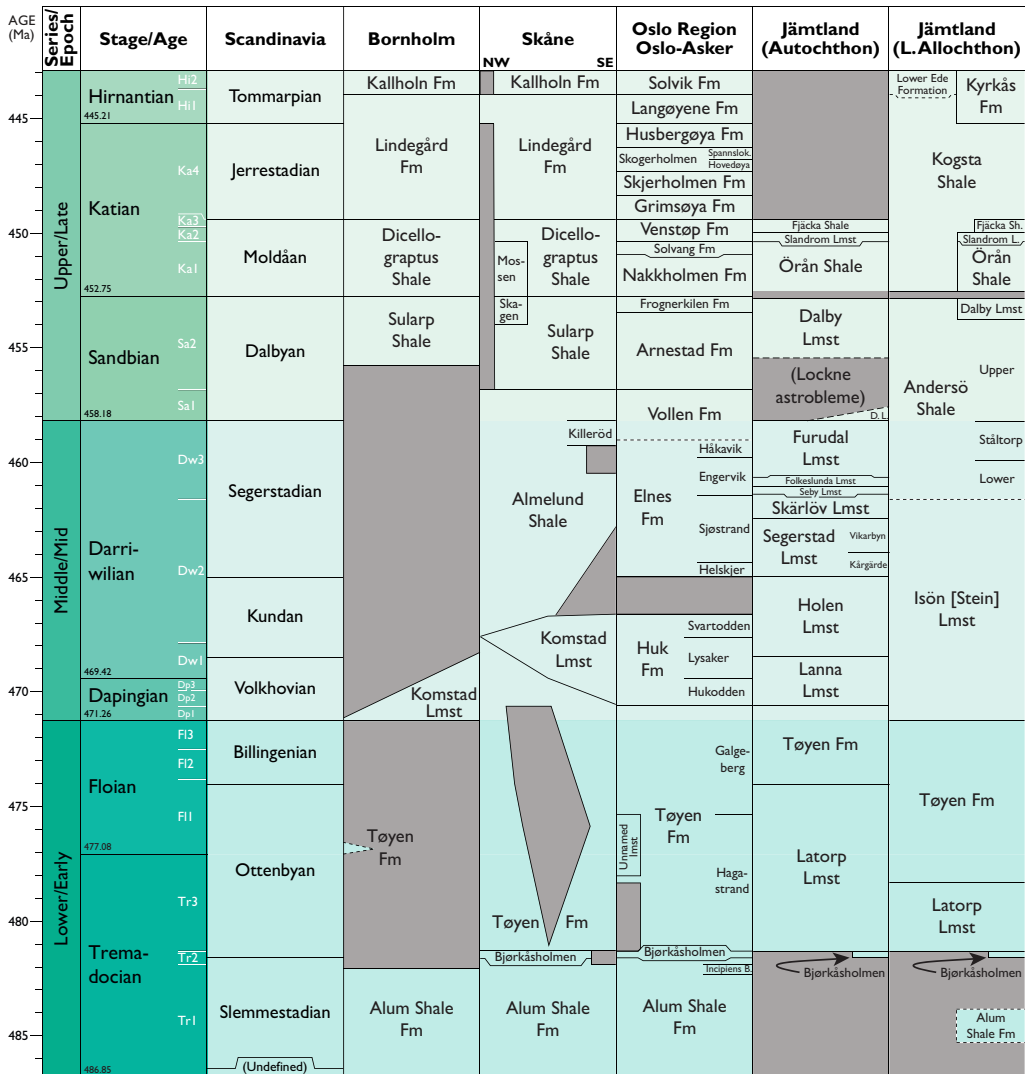 AGE
(Ma)
Series/
Epoch
Stage/Age
Scandinavia
Bornholm
Skåne
NW
SE
Oslo Region
Oslo-Asker
Jämtland
(Autochthon)
Jämtland
(L. Allochthon)
445
450
455
460
465
470
475
480
485
Upper/Late
Middle/Mid
Lower/Early
Hirnantian
445.21
Katian
452.75
Sandbian
458.18
Darri-
wilian
469.42
Dapingian
471.26
Floian
477.08
Trema-
docian
486.85
Hi2
Hi1
Ka4
Ka3
Ka2
Ka1
Sa2
Sa1
Dw3
Dw2
Dw1
Dp3
Dp2
Dp1
Fl3
Fl2
Fl1
Tr3
Tr2
Tr1
Tommarpian
Jerrestadian
Moldåan
Dalbyan
Segerstadian
Kundan
Volkhovian
Billingenian
Ottenbyan
Slemmestadian
(Undefined)
Kallholn Fm
Lindegård
Fm
Dicello-
graptus
Shale
Sularp
Shale
Komstad
Lmst
Tøyen
Fm
Alum Shale
Fm
Kallholn Fm
Lindegård
Fm
Dicello-
graptus
Shale
Mos-
sen
Ska-
gen
Sularp
Shale
Killeröd
Almelund
Shale
Komstad
Lmst
Tøyen Fm
Bjørkåsholmen
Alum Shale
Fm
Solvik Fm
Langøyene Fm
Husbergøya Fm
Skogerholmen
Spannslok.
Hovedøya
Skjerholmen Fm
Grimsøya Fm
Venstøp Fm
Solvang Fm
Nakkholmen Fm
Frognerkilen Fm
Arnestad Fm
Vollen Fm
Elnes
Fm
Håkavik
Engervik
Sjøstrand
Helskjer
Huk
Fm
Svartodden
Lysaker
Hukodden
Galge-
berg
Tøyen
Fm
Unnamed
lmst
Haga-
strand
Bjørkåsholmen
Incipiens B.
Alum Shale
Fm
Fjäcka Shale
Slandrom Lmst
Örån Shale
Dalby
Lmst
(Lockne
astrobleme)
D. L.
Furudal
Lmst
Folkeslunda Lmst
Seby Lmst
Skärlöv Lmst
Segerstad
Lmst
Vikarbyn
Kårgärde
Holen
Lmst
Lanna
Lmst
Tøyen Fm
Latorp
Lmst
Bjørkåsholmen
Lower Ede
Formation
Kyrkås
Fm
Kogsta
Shale
Fjäcka Sh.
Slandrom L.
Örån
Shale
Dalby Lmst
Andersö
Shale
Upper
Ståltorp
Lower
Isön [Stein]
Lmst
Tøyen Fm
Latorp
Lmst
Bjørkåsholmen
Alum
Shale Fm